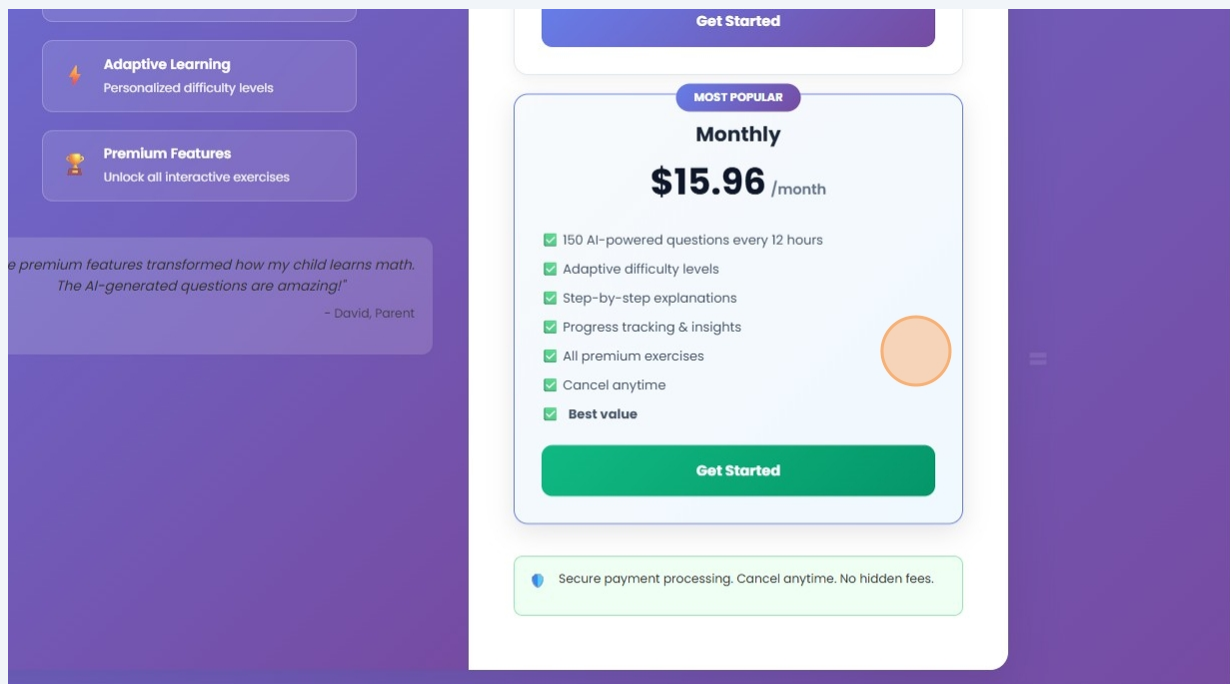 Adaptive Learning
Personalized difficulty levels
Premium Features
Unlock all interactive exercises
premium features transformed how my child learns math.
The AI-generated questions are amazing!"
- David, Parent
Get Started
MOST POPULAR
Monthly
$15.96 /month
150 AI-powered questions every 12 hours
Adaptive difficulty levels
Step-by-step explanations
Progress tracking & insights
All premium exercises
Cancel anytime
Best value
Get Started
Secure payment processing. Cancel anytime. No hidden fees.
=